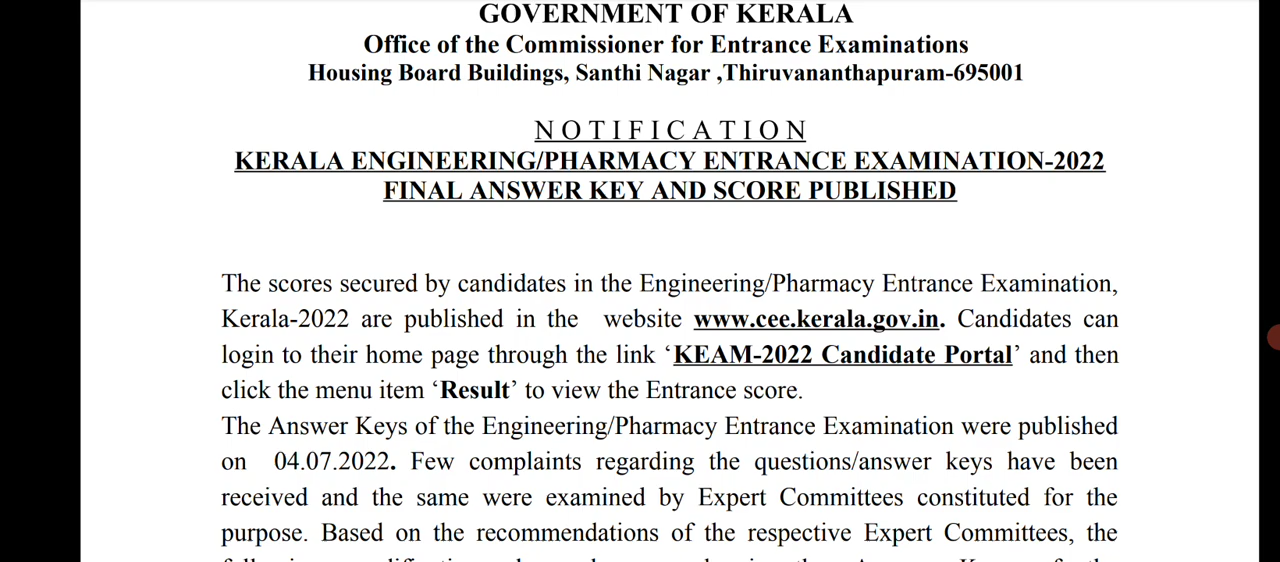 GOVERNMENT OF KERALA
Office of the Commissioner for Entrance Examinations
Housing Board Buildings, Santhi Nagar ,Thiruvananthapuram-695001
N O T I F I C A T I O N
KERALA ENGINEERING/PHARMACY ENTRANCE EXAMINATION-2022
FINAL ANSWER KEY AND SCORE PUBLISHED
The scores secured by candidates in the Engineering/Pharmacy Entrance Examination,
Kerala-2022 are published in the website www.cee.kerala.gov.in. Candidates can
login to their home page through the link ‘KEAM-2022 Candidate Portal’ and then
click the menu item ‘Result’ to view the Entrance score.
The Answer Keys of the Engineering/Pharmacy Entrance Examination were published
on 04.07.2022. Few complaints regarding the questions/answer keys have been
received and the same were examined by Expert Committees constituted for the
purpose. Based on the recommendations of the respective Expert Committees, the